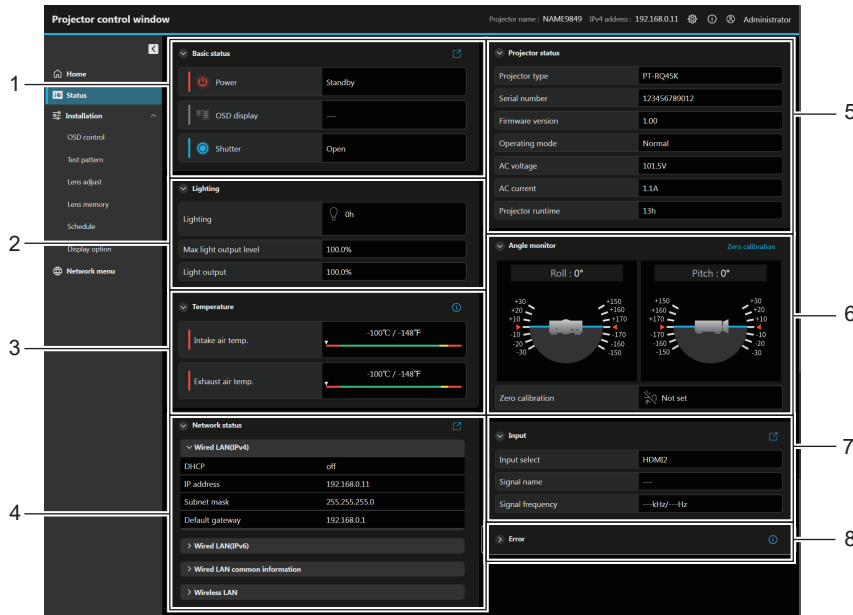 Projector control window
Projector name : NAME9849 IPv4 address : 192.168.0.11 Administrator
Home
Status
Installation
OSD control
Test pattern
Lens adjust
Lens memory
Schedule
Display option
Network menu
1
Basic status
Power Standby
OSD display ---
Shutter Open
2
Lighting
Lighting 0h
Max light output level 100.0%
Light output 100.0%
3
Temperature
Intake air temp. -100℃ / -148℉
Exhaust air temp. -100℃ / -148℉
4
Network status
Wired LAN(IPv4)
DHCP off
IP address 192.168.0.11
Subnet mask 255.255.255.0
Default gateway 192.168.0.1
Wired LAN(IPv6)
Wired LAN common information
Wireless LAN
5
Projector status
Projector type PT-RQ45K
Serial number 123456789012
Firmware version 1.00
Operating mode Normal
AC voltage 101.5V
AC current 1.1A
Projector runtime 13h
6
Angle monitor Zero calibration
Roll : 0° Pitch : 0°
+30 +150 +150 +30
+20 +160 +160 +20
+10 +170 +170 +10
-10 -170 -170 -10
-20 -160 -160 -20
-30 -150 -150 -30
Zero calibration Not set
7
Input
Input select HDMI2
Signal name ---
Signal frequency ---kHz/---Hz
8
Error